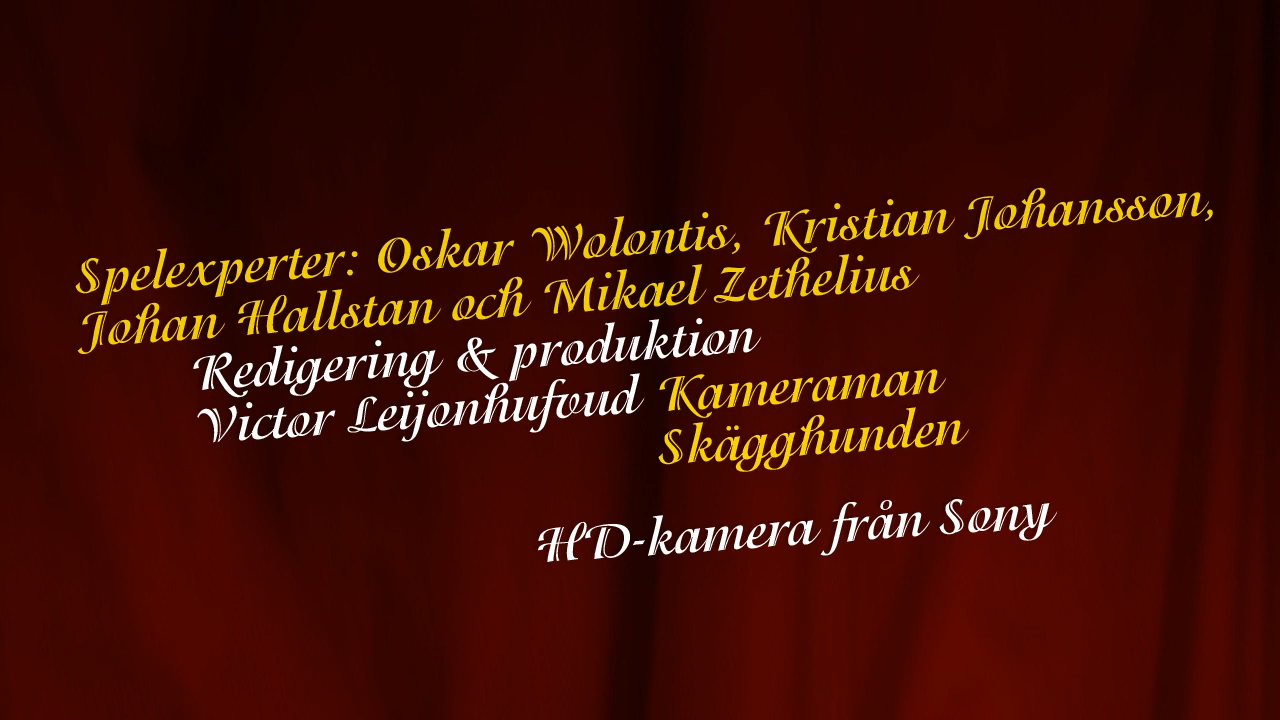 Spelexperter: Oskar Wolontis, Kristian Johansson,
Johan Hallstan och Mikael Zethelius
Redigering & produktion
Victor Leijonhufvud
Kameraman
Skägghunden
HD-kamera från Sony